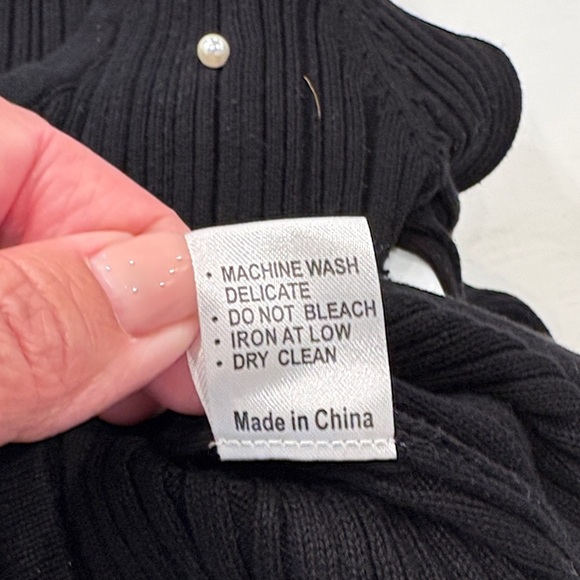 • MACHINE WASH
DELICATE
• DO NOT BLEACH
• IRON AT LOW
• DRY CLEAN
Made in China